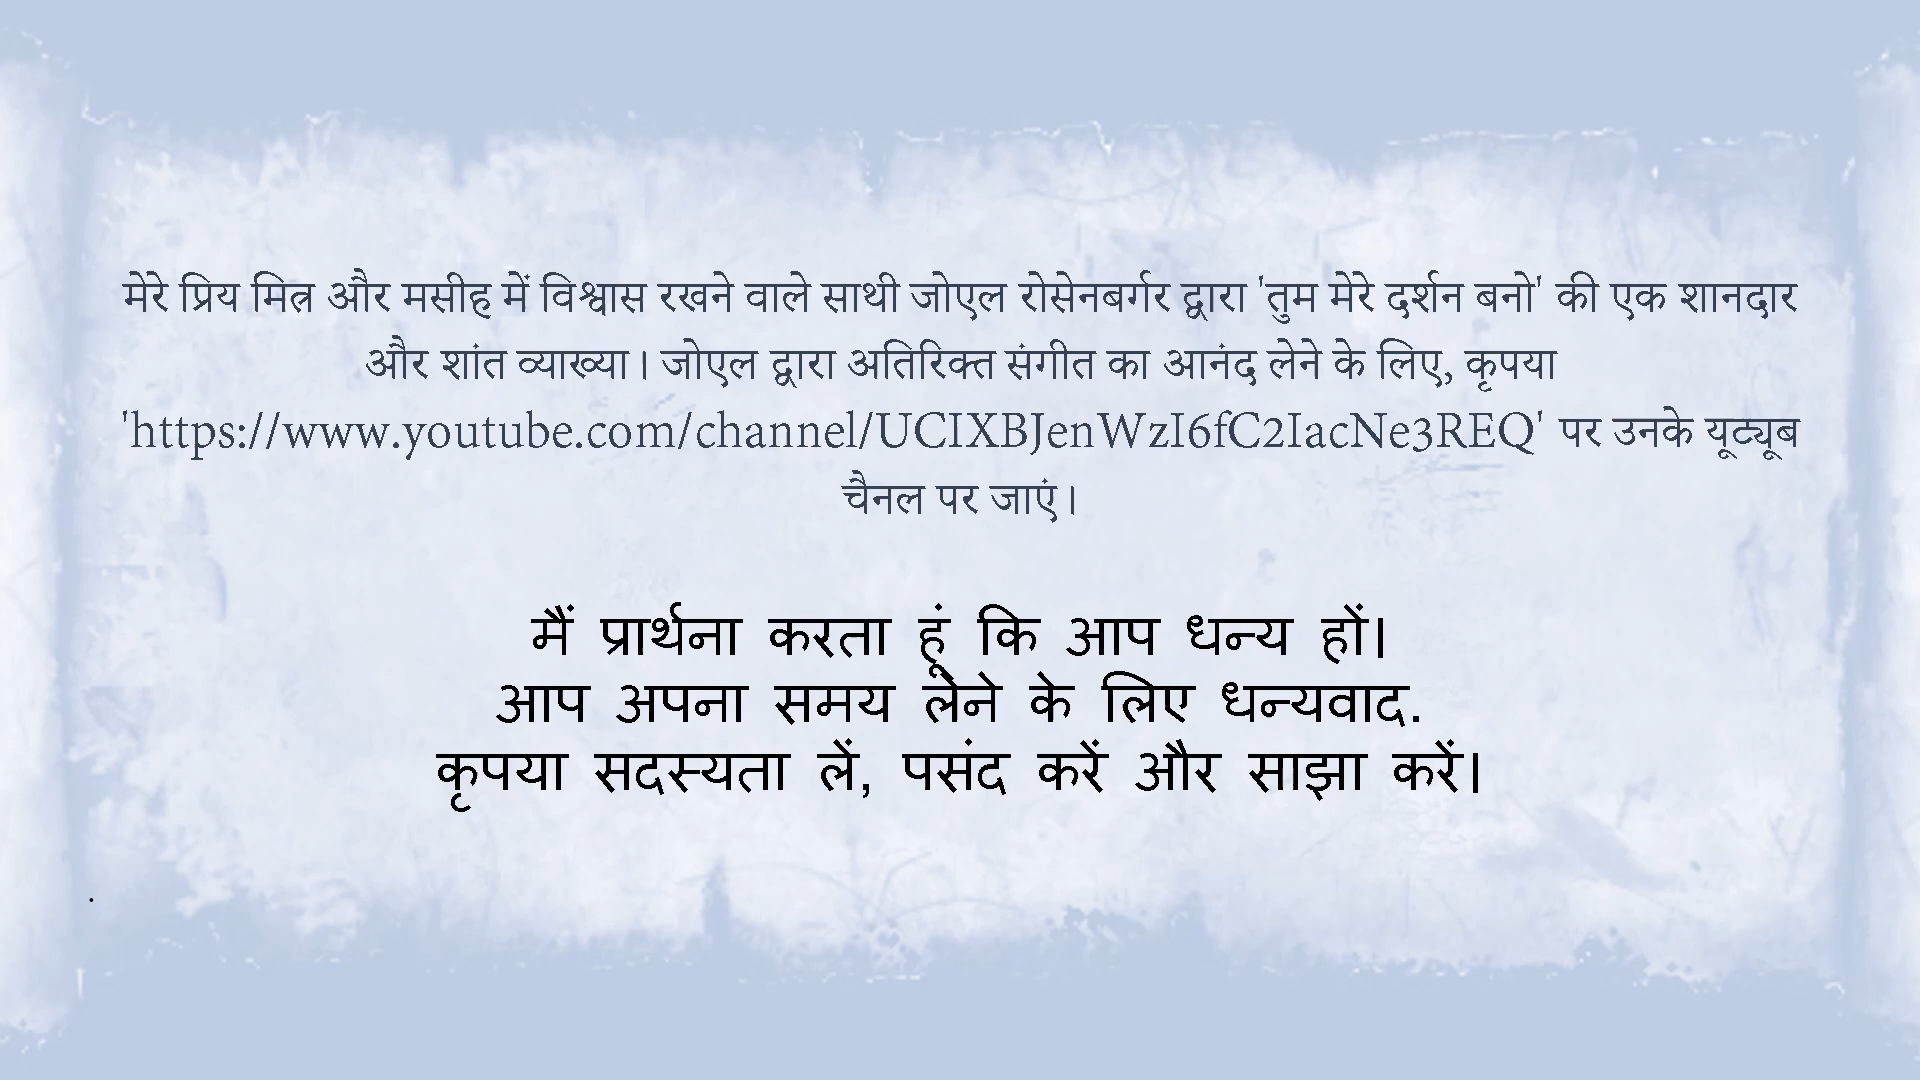 मेरे प्रिय मित्र और मसीह में विश्वास रखने वाले साथी जोएल रोसेनबर्गर द्वारा 'तुम मेरे दर्शन बनो' की एक शानदार
और शांत व्याख्या। जोएल द्वारा अतिरिक्त संगीत का आनंद लेने के लिए, कृपया
'https://www.youtube.com/channel/UCIXBJenWzI6fC2IacNe3REQ' पर उनके यूट्यूब
चैनल पर जाएं।
मैं प्रार्थना करता हूं कि आप धन्य हों।
आप अपना समय लेने के लिए धन्यवाद.
कृपया सदस्यता लें, पसंद करें और साझा करें।
.